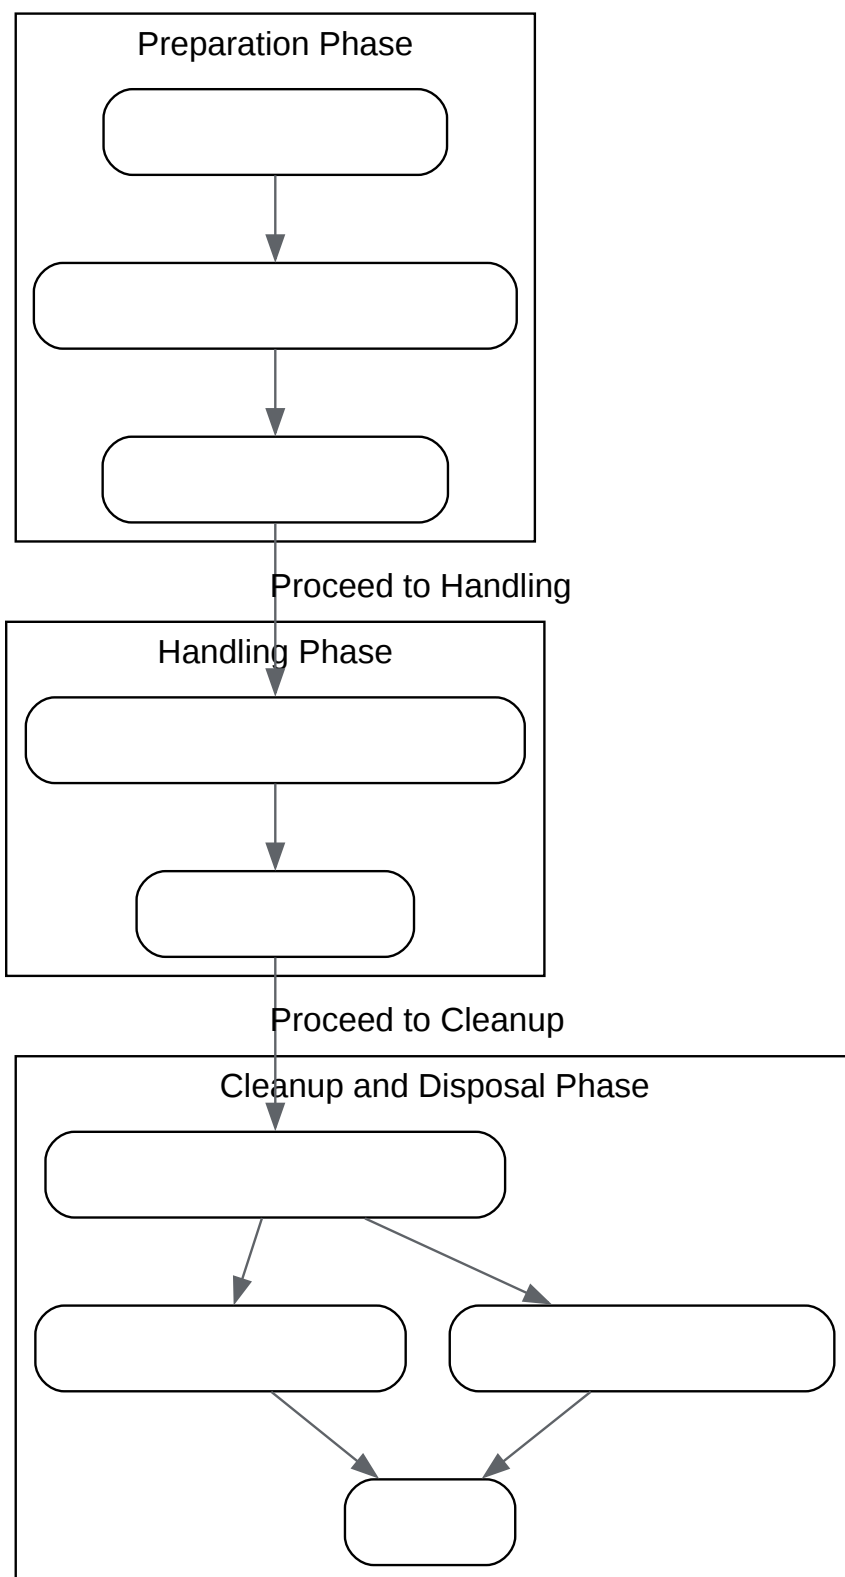 Preparation Phase
Proceed to Handling
Handling Phase
Proceed to Cleanup
Cleanup and Disposal Phase